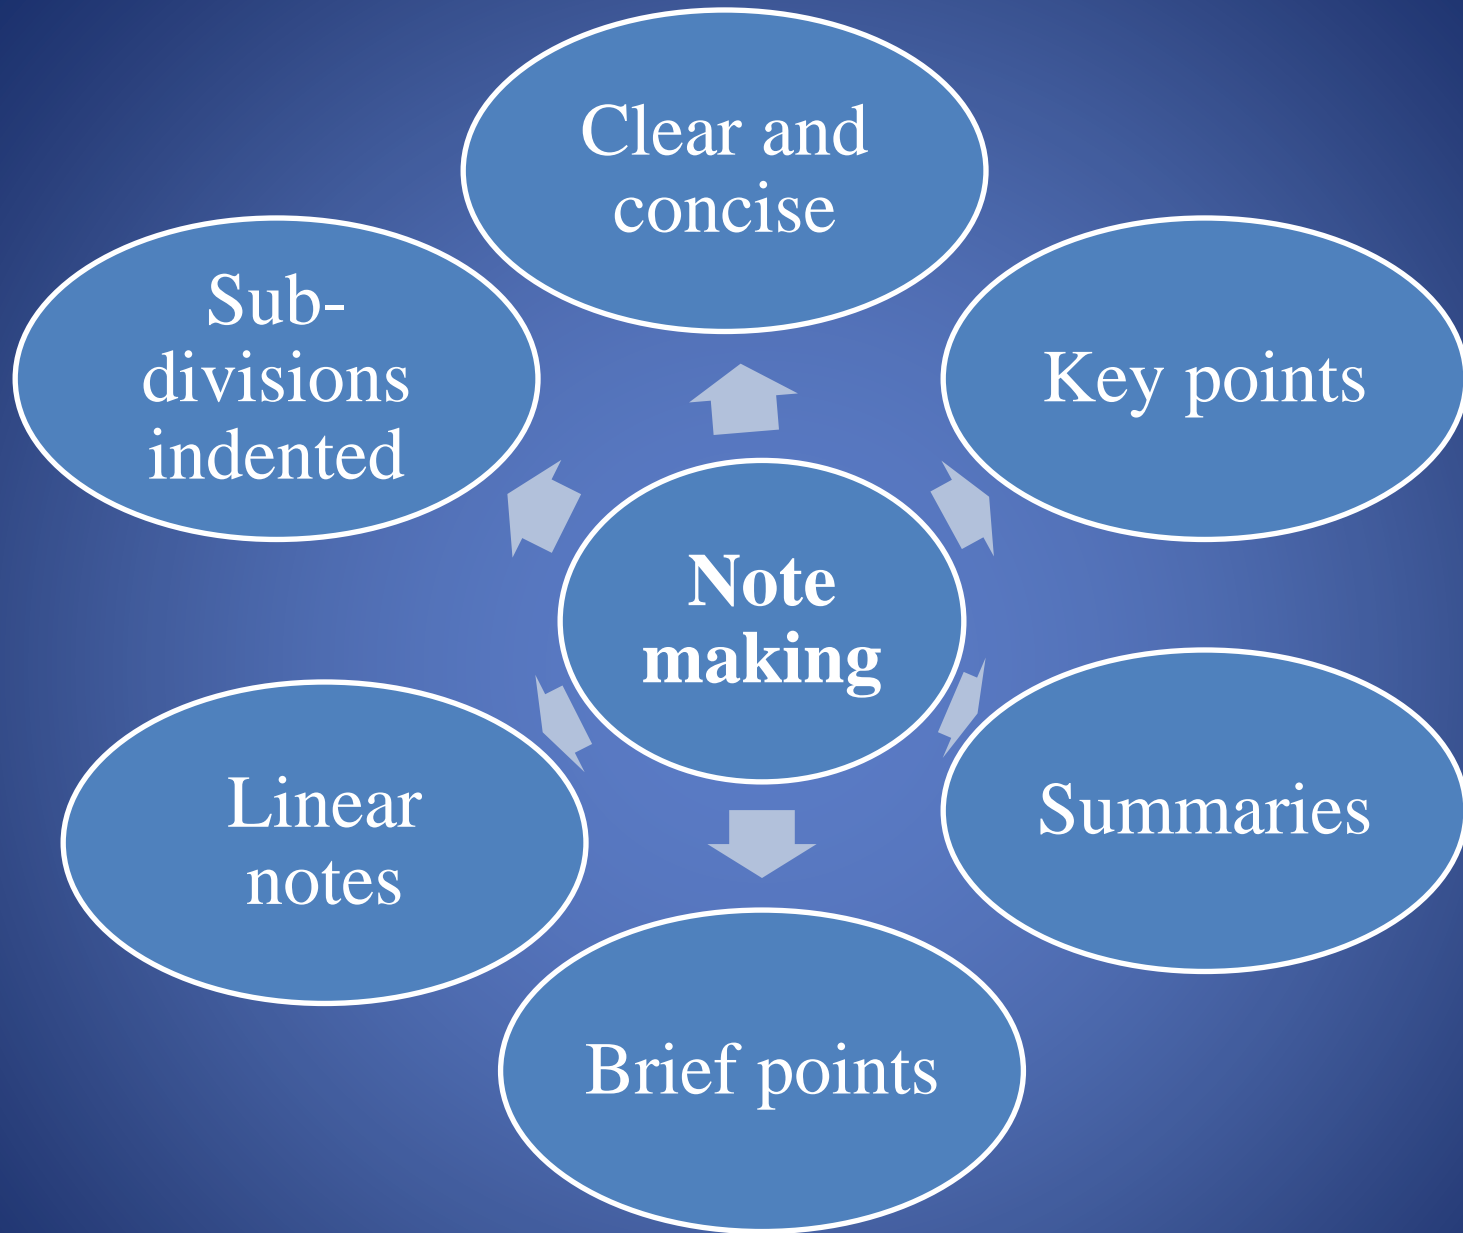 Clear and
concise
Sub-
divisions
indented
Key points
Note
making
Linear
notes
Summaries
Brief points